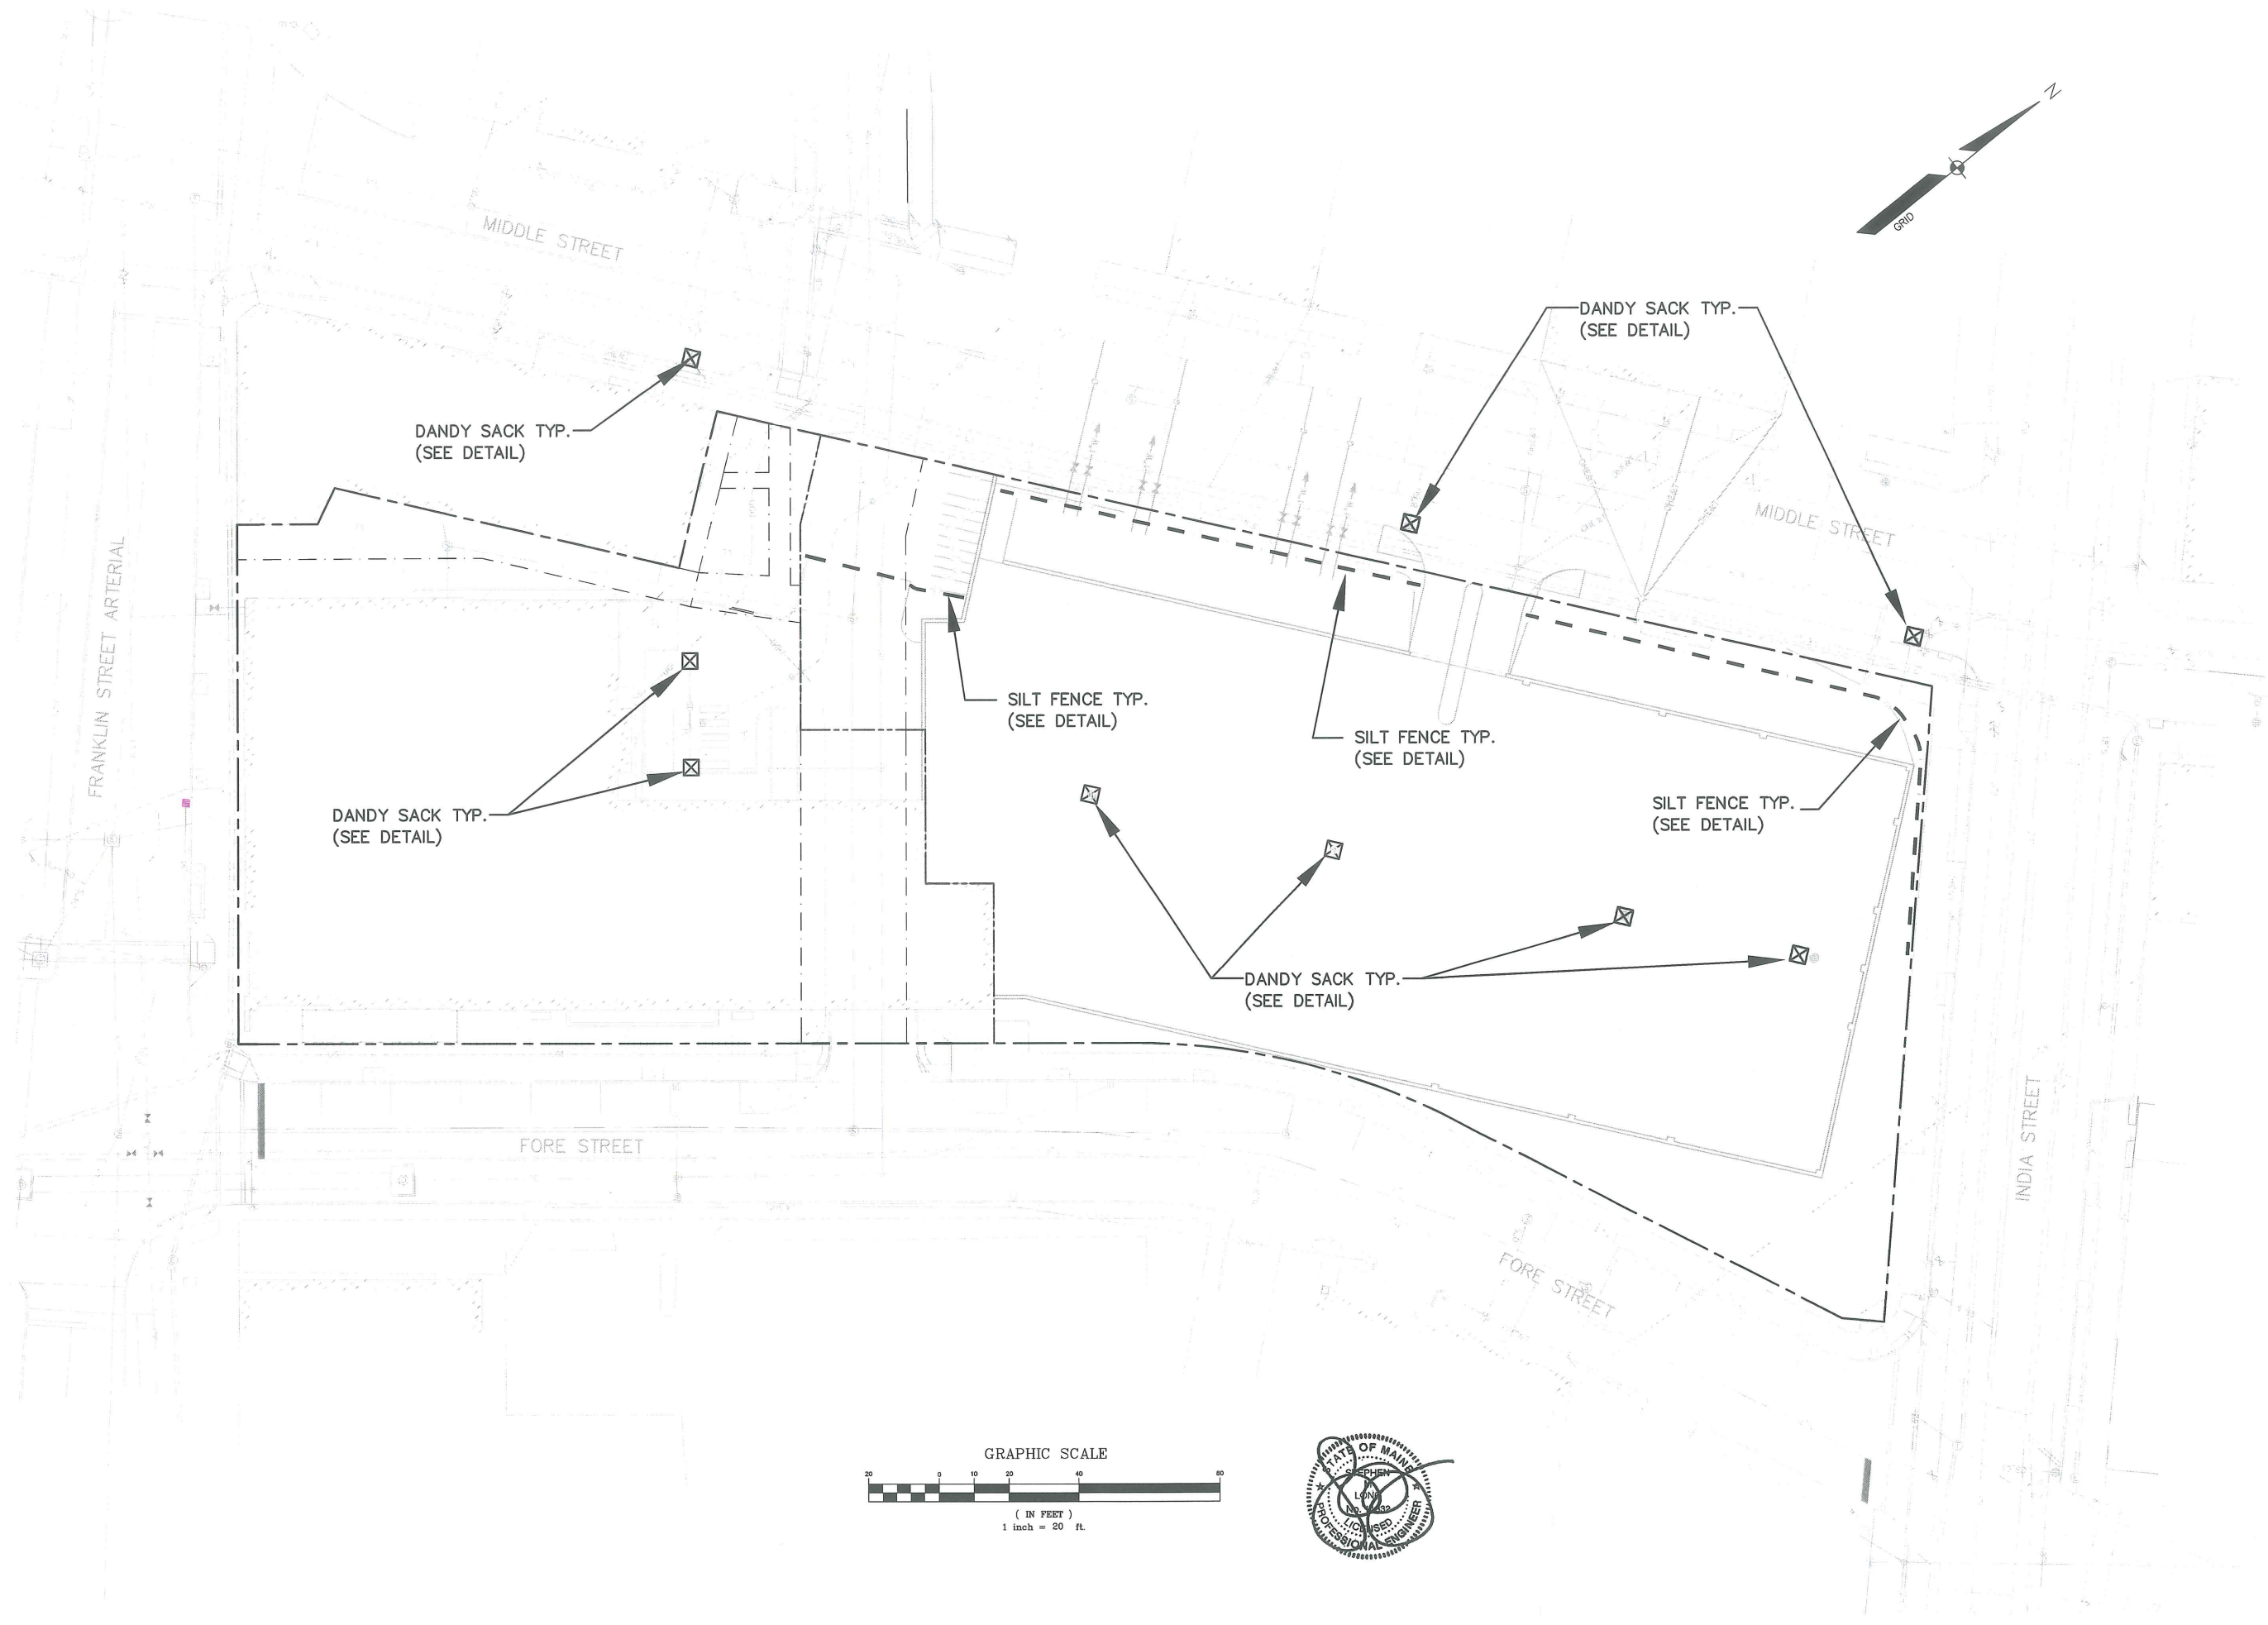 N
GRID
MIDDLE STREET
DANDY SACK TYP.
(SEE DETAIL)
DANDY SACK TYP.
(SEE DETAIL)
MIDDLE STREET
FRANKLIN STREET ARTERIAL
SILT FENCE TYP.
(SEE DETAIL)
SILT FENCE TYP.
(SEE DETAIL)
SILT FENCE TYP.
(SEE DETAIL)
DANDY SACK TYP.
(SEE DETAIL)
DANDY SACK TYP.
(SEE DETAIL)
FORE STREET
INDIA STREET
FORE STREET
GRAPHIC SCALE
20 0 10 20 40 80
( IN FEET )
1 inch = 20 ft.
STATE OF MAINE
STEPHEN
LONG
No.
LICENSED
PROFESSIONAL ENGINEER